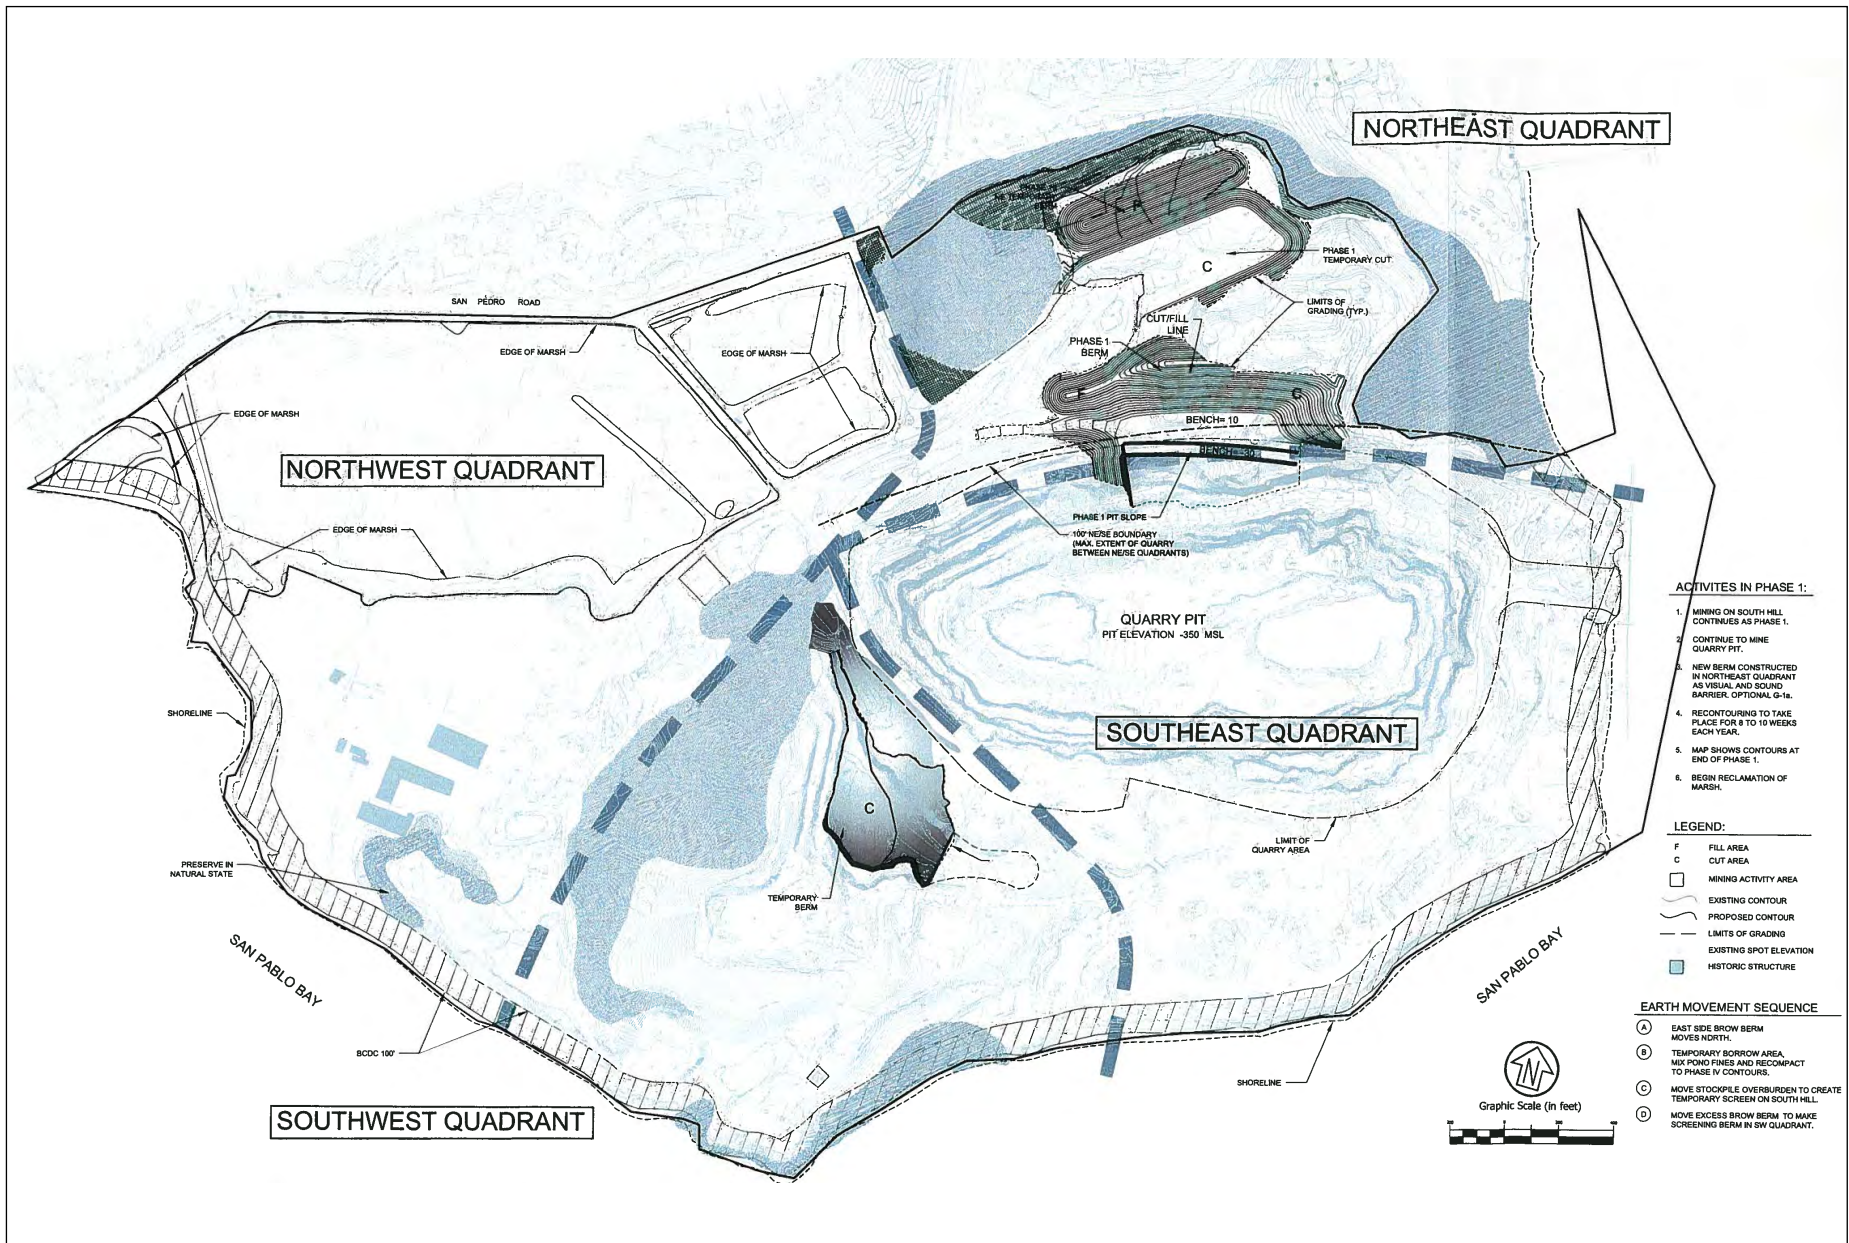 NORTHEAST QUADRANT
F
PHASE 1
TEMPORARY CUT
C
SAN PEDRO ROAD
LIMITS OF
GRADING (TYP.)
CUT/FILL
LINE
PHASE 1
BERM
EDGE OF MARSH
EDGE OF MARSH
F
C
EDGE OF MARSH
BENCH= 10
BENCH= -30
NORTHWEST QUADRANT
PHASE 1 PIT SLOPE
EDGE OF MARSH
100' NE/SE BOUNDARY
(MAX. EXTENT OF QUARRY
BETWEEN NE/SE QUADRANTS)
QUARRY PIT
PIT ELEVATION -350 MSL
SHORELINE
SOUTHEAST QUADRANT
C
LIMIT OF
QUARRY AREA
PRESERVE IN
NATURAL STATE
TEMPORARY
BERM
SAN PABLO BAY
SAN PABLO BAY
BCDC 100'
SHORELINE
SOUTHWEST QUADRANT
ACTIVITES IN PHASE 1:
1. MINING ON SOUTH HILL
CONTINUES AS PHASE 1.
2. CONTINUE TO MINE
QUARRY PIT.
3. NEW BERM CONSTRUCTED
IN NORTHEAST QUADRANT
AS VISUAL AND SOUND
BARRIER. OPTIONAL G-1a.
4. RECONTOURING TO TAKE
PLACE FOR 8 TO 10 WEEKS
EACH YEAR.
5. MAP SHOWS CONTOURS AT
END OF PHASE 1.
6. BEGIN RECLAMATION OF
MARSH.
LEGEND:
F FILL AREA
C CUT AREA
MINING ACTIVITY AREA
EXISTING CONTOUR
PROPOSED CONTOUR
LIMITS OF GRADING
EXISTING SPOT ELEVATION
HISTORIC STRUCTURE
EARTH MOVEMENT SEQUENCE
A EAST SIDE BROW BERM
MOVES NORTH.
B TEMPORARY BORROW AREA,
MIX POND FINES AND RECOMPACT
TO PHASE IV CONTOURS.
C MOVE STOCKPILE OVERBURDEN TO CREATE
TEMPORARY SCREEN ON SOUTH HILL.
D MOVE EXCESS BROW BERM TO MAKE
SCREENING BERM IN SW QUADRANT.
N
Graphic Scale (in feet)